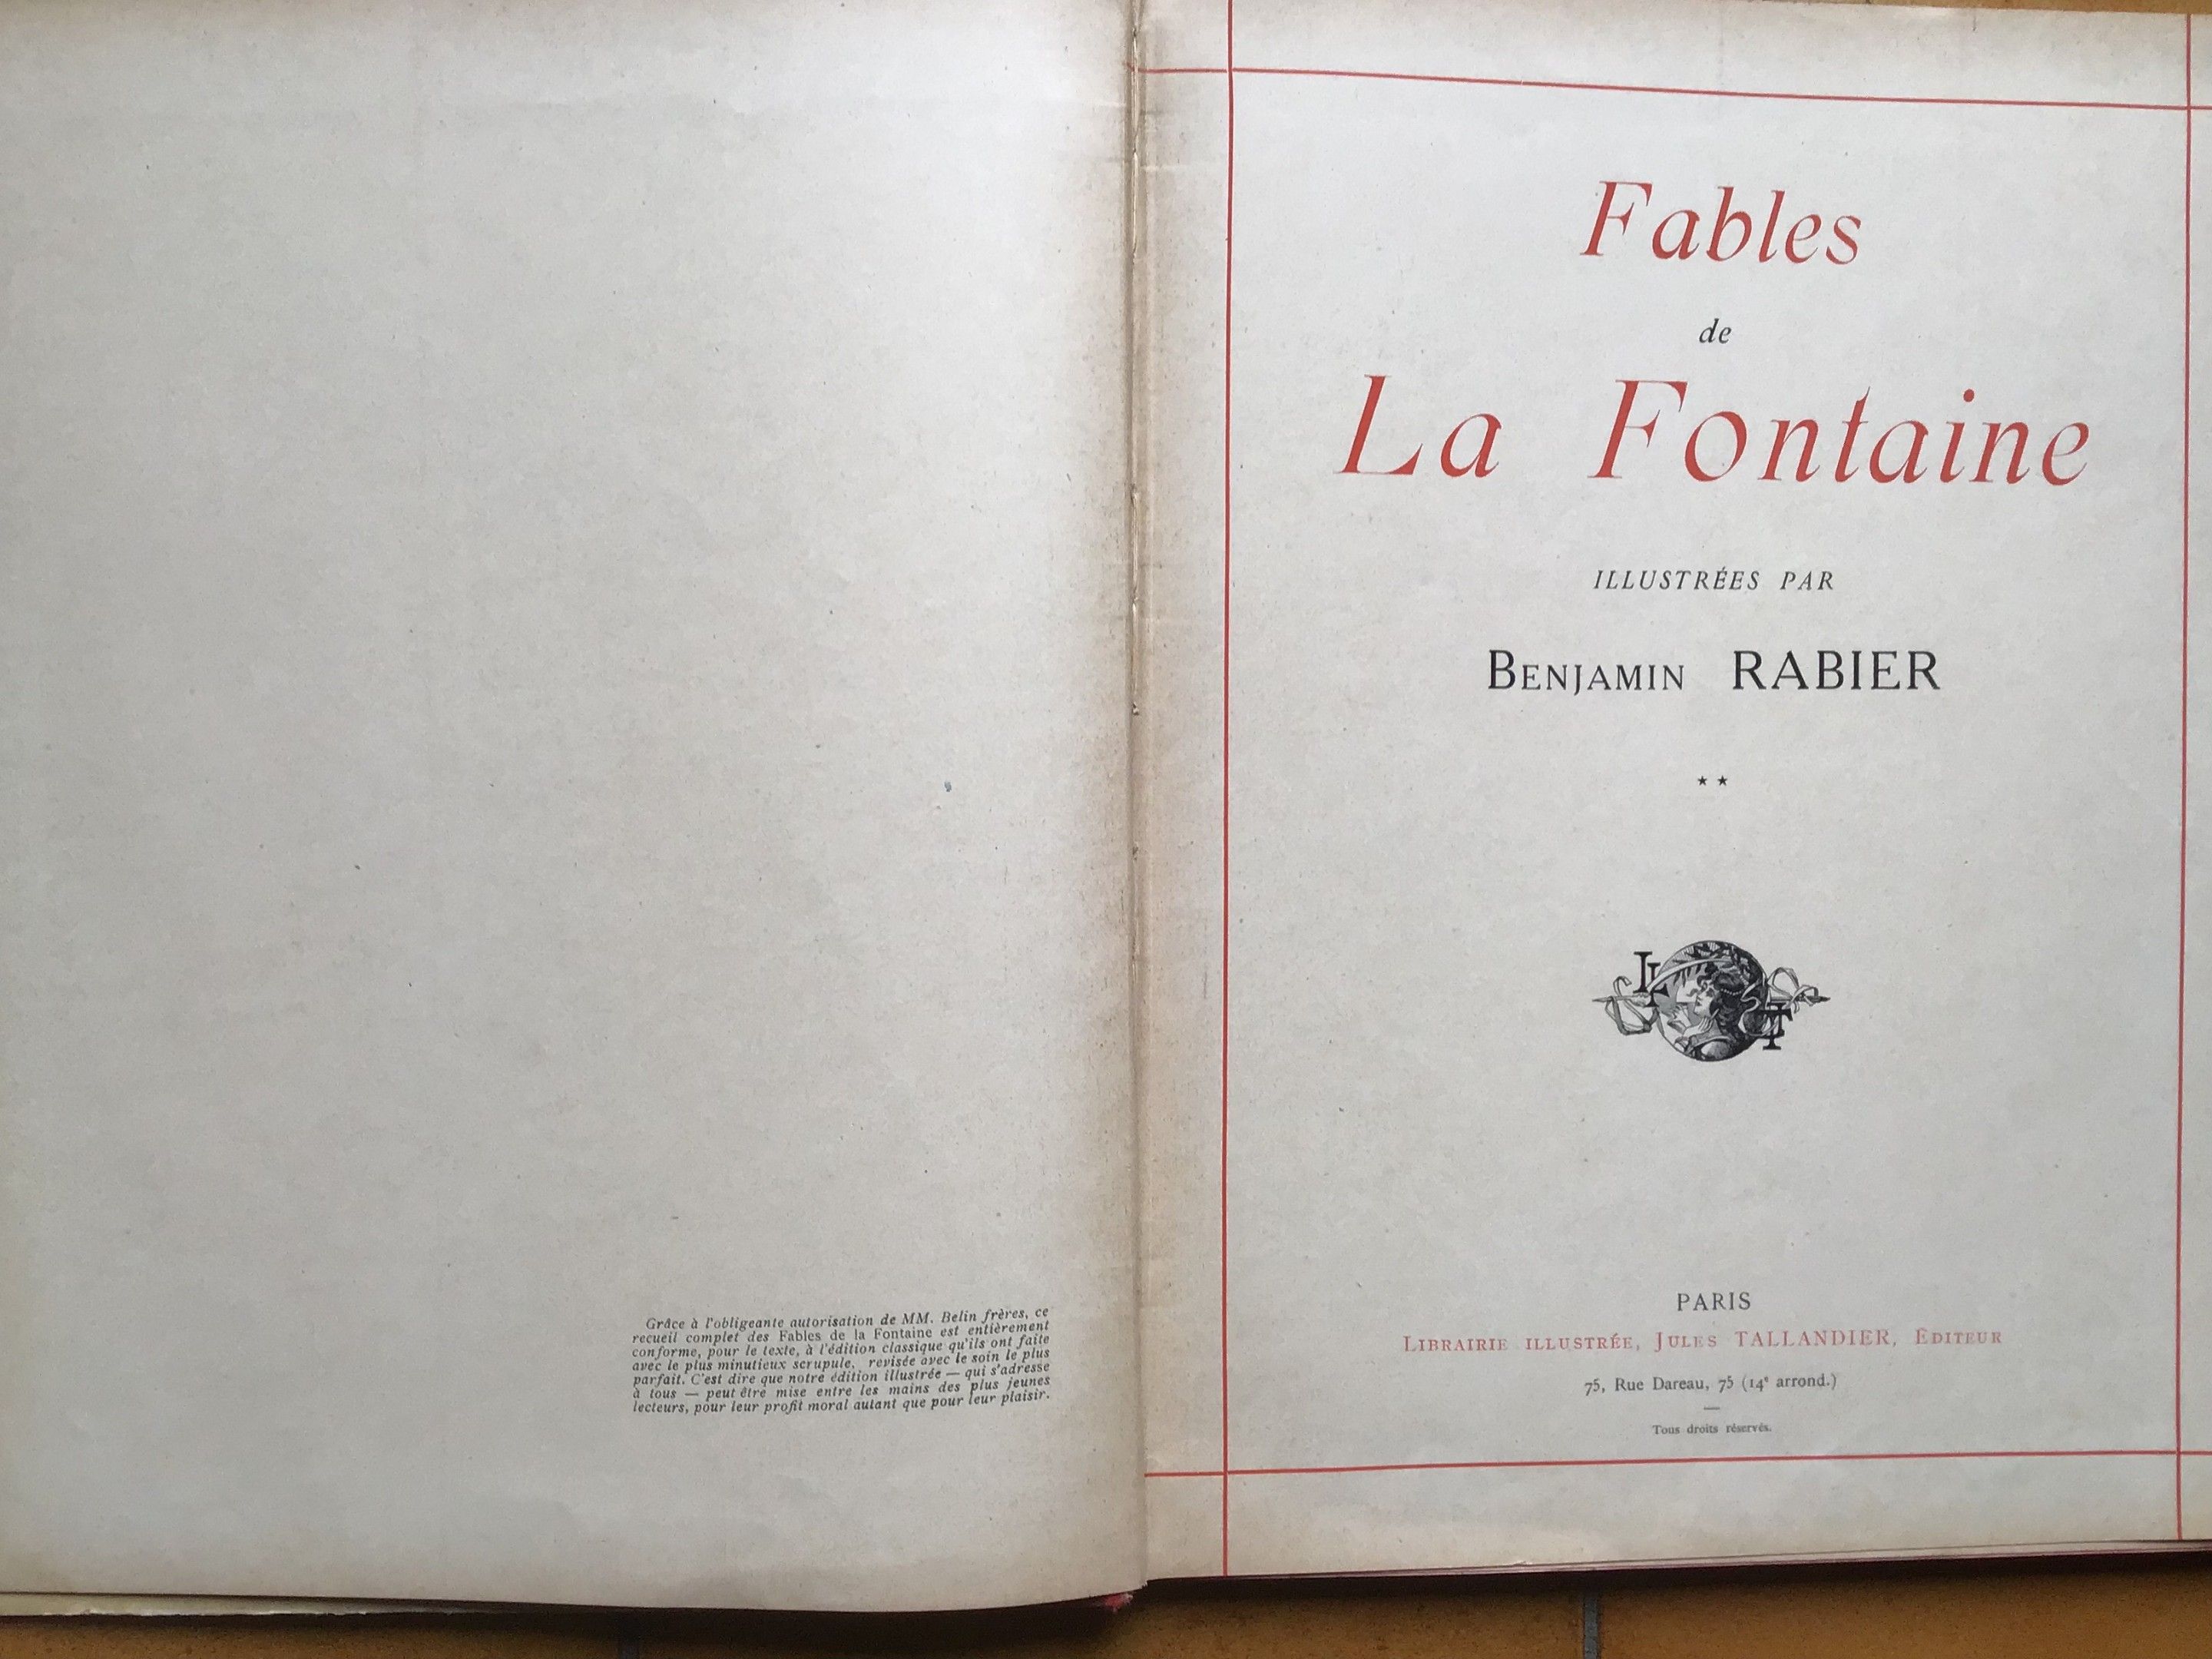 Grâce à l'obligeante autorisation de MM. Belin frères, ce
recueil complet des Fables de la Fontaine est entièrement
conforme, pour le texte, à l'édition classique qu'ils ont faite
avec le plus minutieux scrupule, revisée avec le soin le plus
parfait. C'est dire que notre édition illustrée — qui s'adresse
à tous — peut être mise entre les mains des plus jeunes
lecteurs, pour leur profit moral autant que pour leur plaisir.
Fables
de
La Fontaine
ILLUSTRÉES PAR
BENJAMIN RABIER
★ ★
LI
T
PARIS
LIBRAIRIE ILLUSTRÉE, JULES TALLANDIER, ÉDITEUR
75, Rue Dareau, 75 (14e arrond.)
Tous droits réservés.